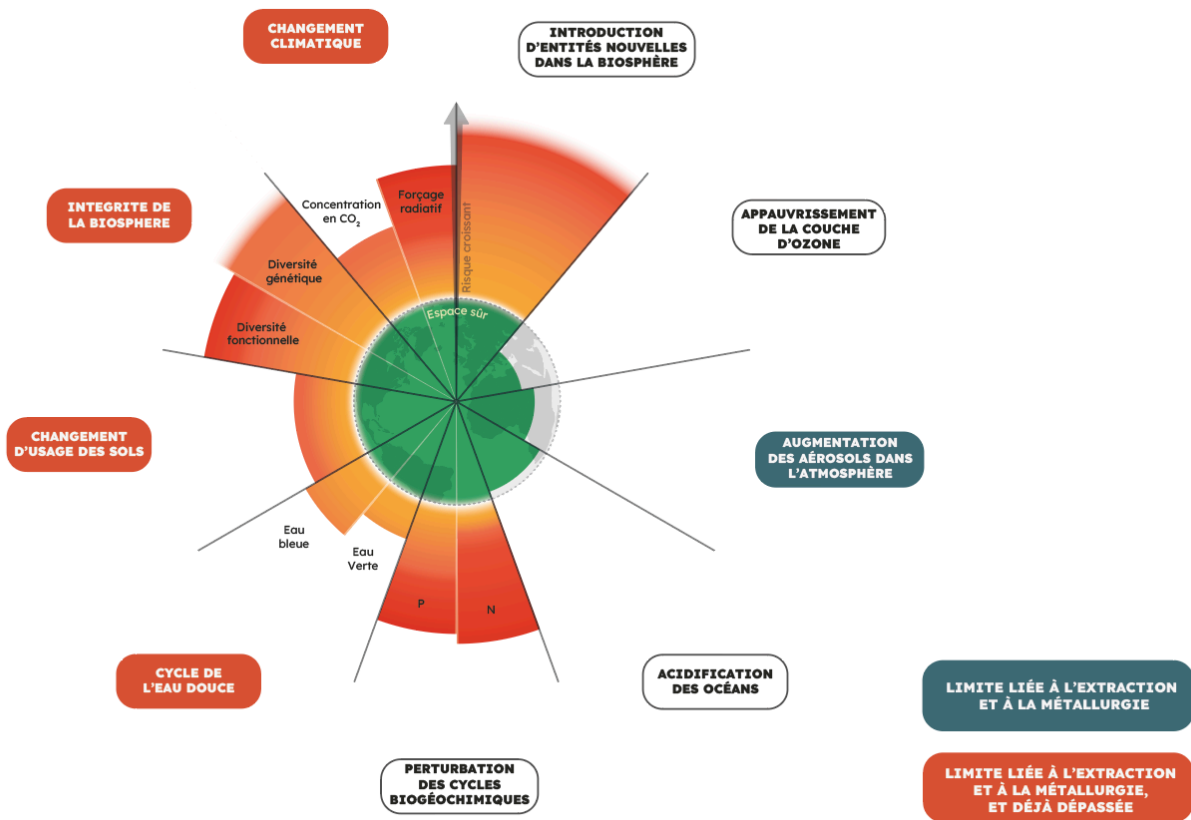 CHANGEMENT
CLIMATIQUE
INTRODUCTION
D'ENTITÉS NOUVELLES
DANS LA BIOSPHÈRE
INTEGRITE DE
LA BIOSPHERE
Concentration
en CO₂
Forçage
radiatif
Risque croissant
APPAUVRISSEMENT
DE LA COUCHE
D'OZONE
Diversité
génétique
Espace sûr
Diversité
fonctionnelle
CHANGEMENT
D'USAGE DES SOLS
AUGMENTATION
DES AÉROSOLS DANS
L'ATMOSPHÈRE
Eau
bleue
Eau
Verte
P
N
CYCLE DE
L'EAU DOUCE
ACIDIFICATION
DES OCÉANS
LIMITE LIÉE À L'EXTRACTION
ET À LA MÉTALLURGIE
PERTURBATION
DES CYCLES
BIOGÉOCHIMIQUES
LIMITE LIÉE À L'EXTRACTION
ET À LA MÉTALLURGIE,
ET DÉJÀ DÉPASSÉE